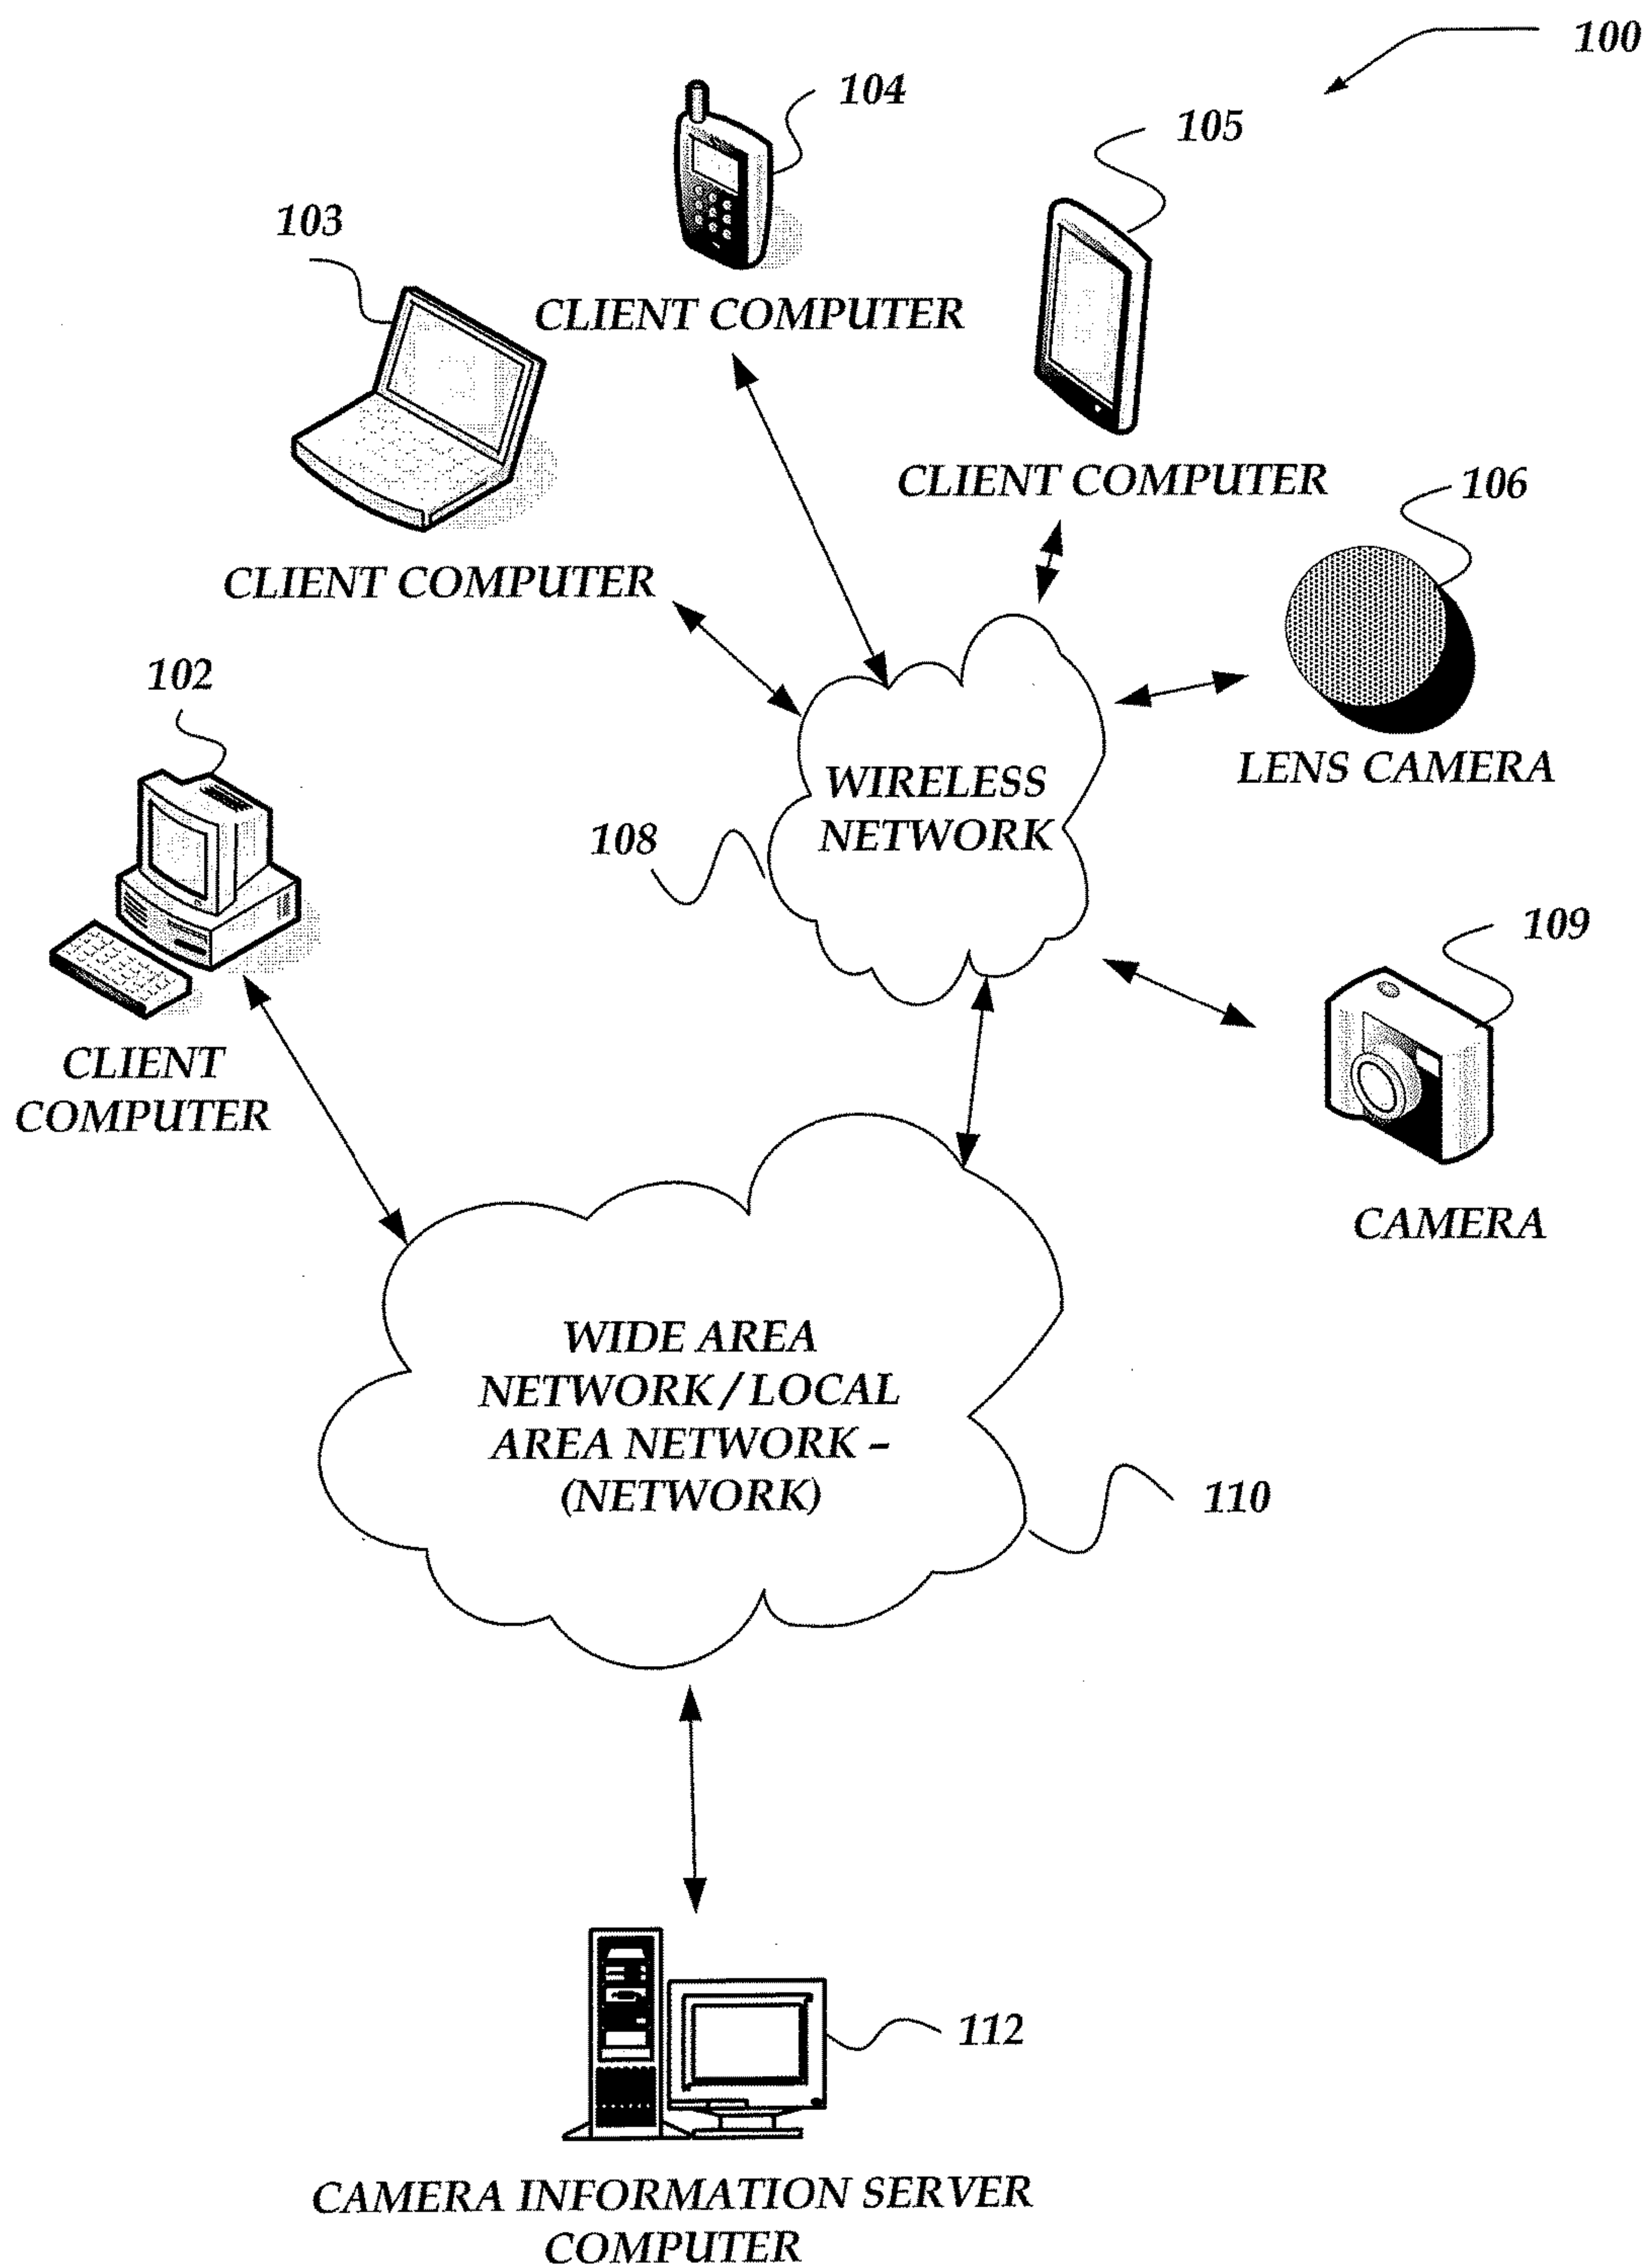 100
104
105
103
CLIENT COMPUTER
CLIENT COMPUTER
106
CLIENT COMPUTER
102
LENS CAMERA
WIRELESS
NETWORK
108
109
CLIENT
COMPUTER
CAMERA
WIDE AREA
NETWORK / LOCAL
AREA NETWORK –
(NETWORK)
110
112
CAMERA INFORMATION SERVER
COMPUTER